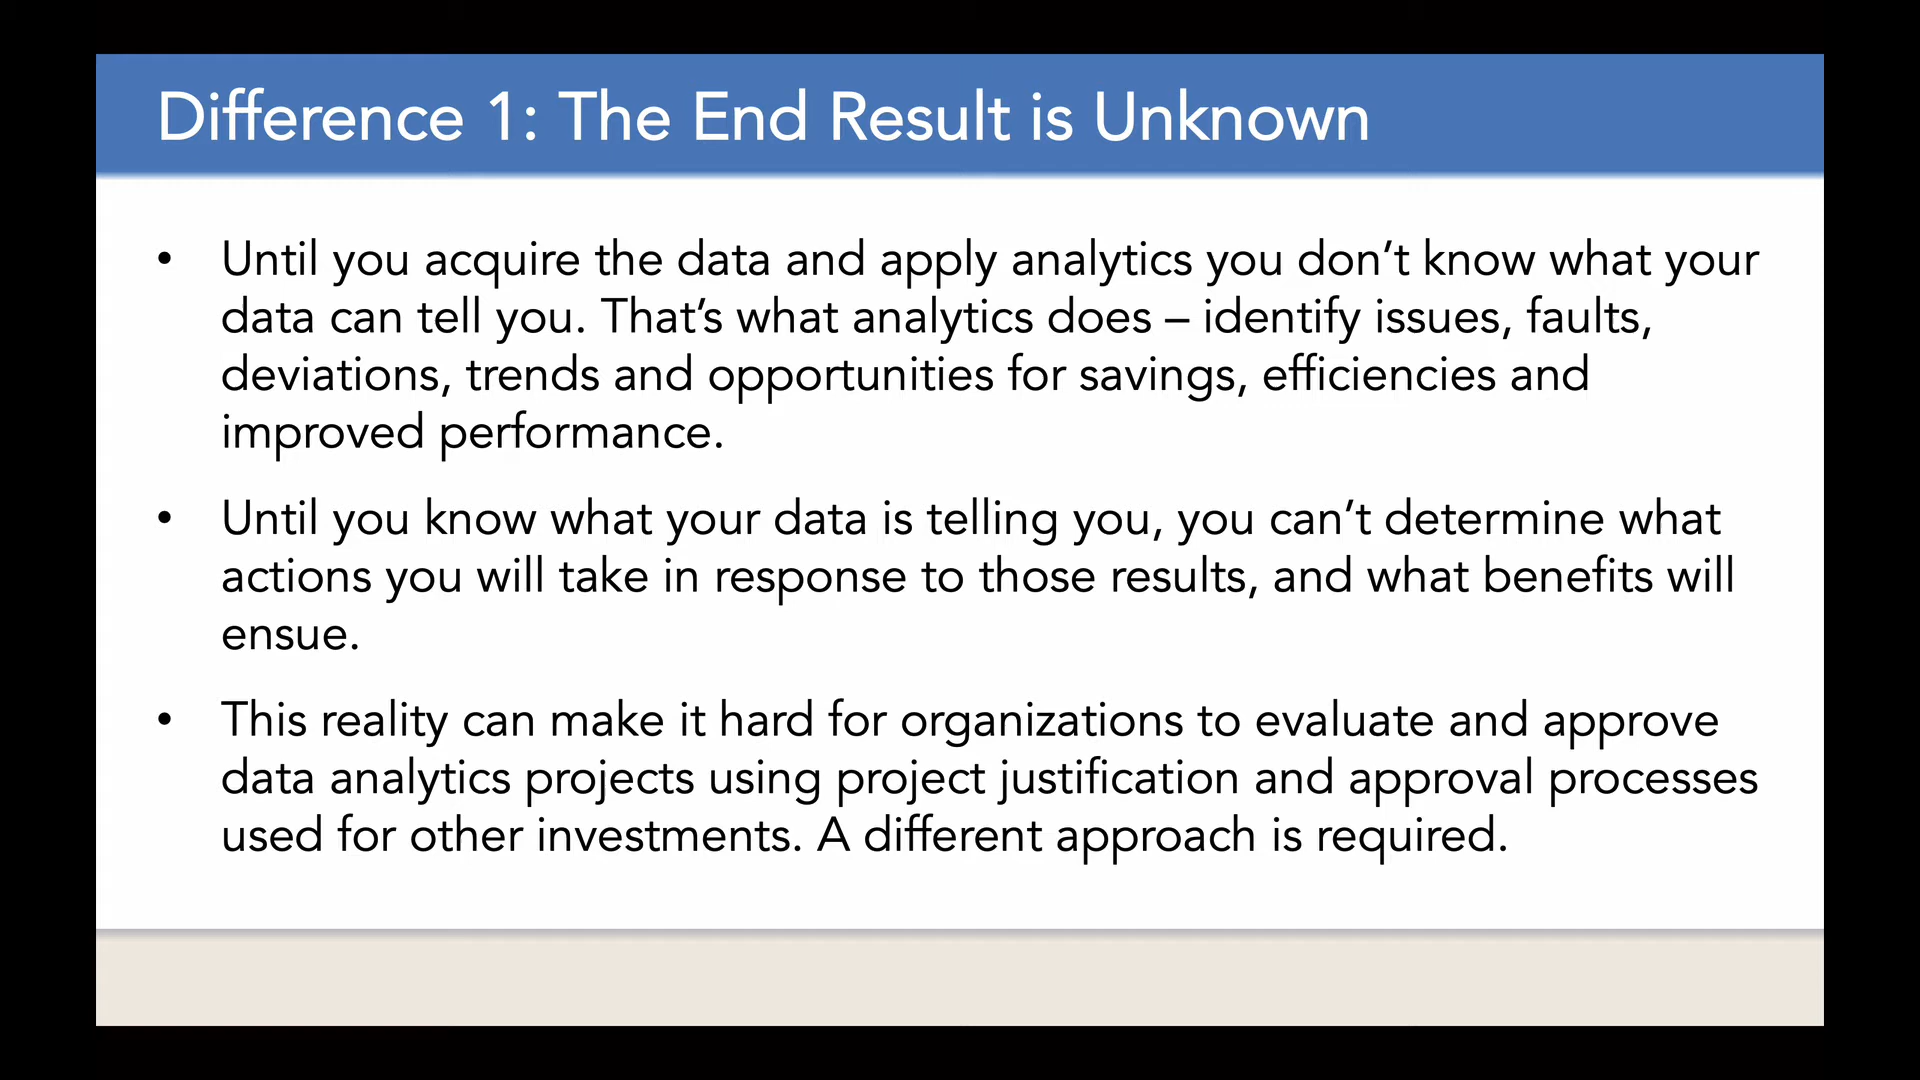 Difference 1: The End Result is Unknown
• Until you acquire the data and apply analytics you don’t know what your
data can tell you. That’s what analytics does – identify issues, faults,
deviations, trends and opportunities for savings, efficiencies and
improved performance.
• Until you know what your data is telling you, you can’t determine what
actions you will take in response to those results, and what benefits will
ensue.
• This reality can make it hard for organizations to evaluate and approve
data analytics projects using project justification and approval processes
used for other investments. A different approach is required.